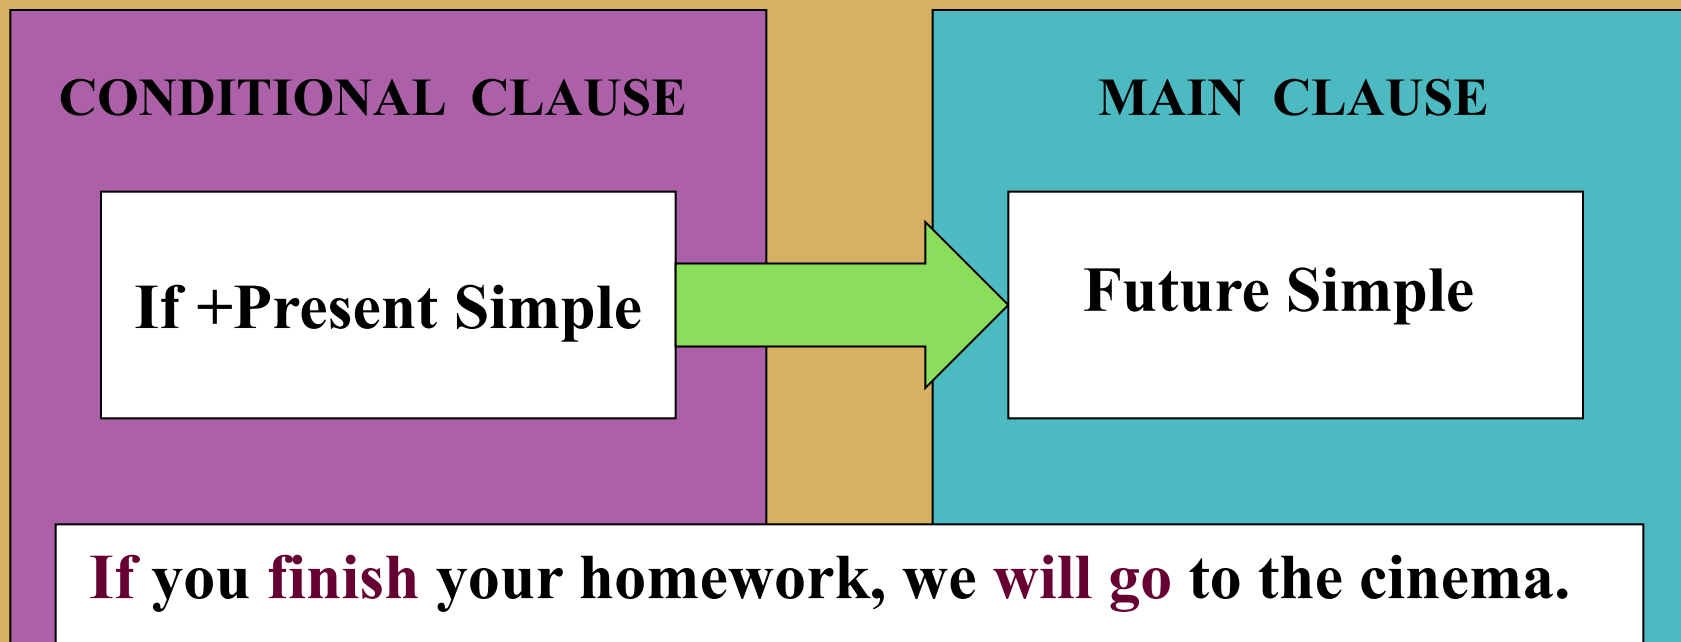 CONDITIONAL CLAUSE
MAIN CLAUSE
If +Present Simple
Future Simple
If you finish your homework, we will go to the cinema.